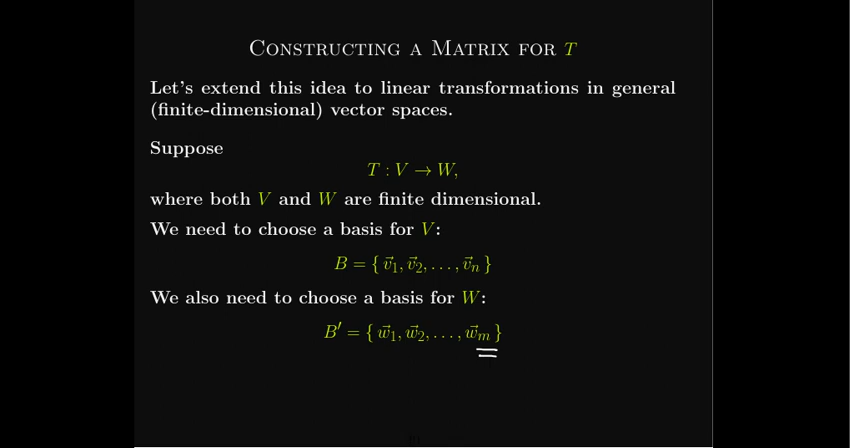 Constructing a Matrix for T
Let's extend this idea to linear transformations in general
(finite-dimensional) vector spaces.
Suppose
T : V → W,
where both V and W are finite dimensional.
We need to choose a basis for V:
B = { v⃗₁, v⃗₂, . . . , v⃗ₙ }
We also need to choose a basis for W:
B′ = { w⃗₁, w⃗₂, . . . , w⃗ₘ }